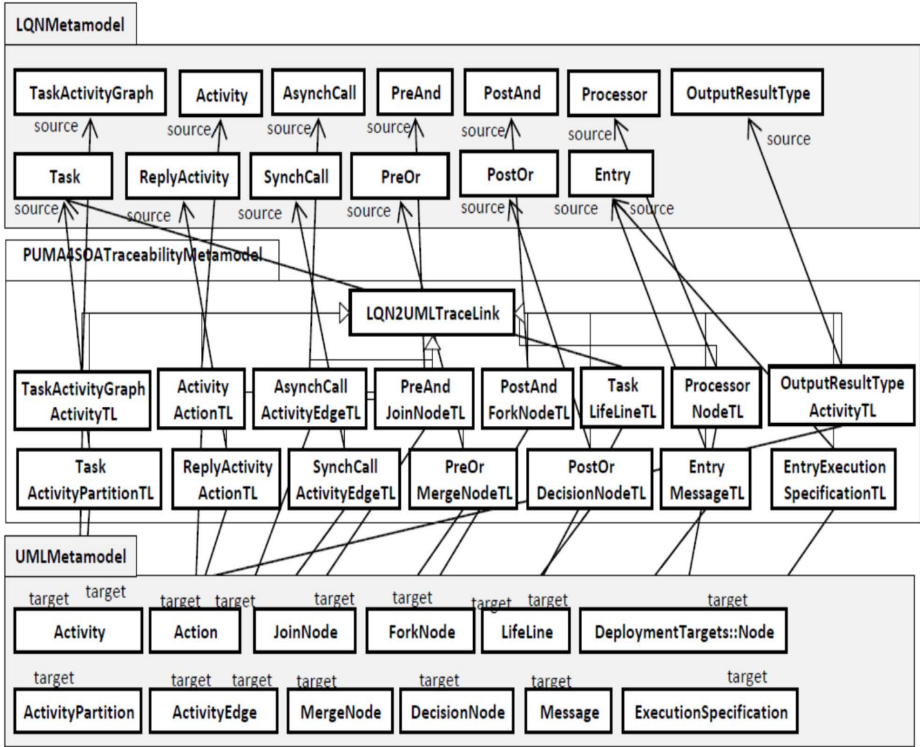 LQNMetamodel
TaskActivityGraph Activity AsynchCall PreAnd PostAnd Processor OutputResultType
source source source source source source source
Task ReplyActivity SynchCall PreOr PostOr Entry
source source source source source source source
PUMA4SOATraceabilityMetamodel
LQN2UMLTraceLink
TaskActivityGraph Activity AsynchCall PreAnd PostAnd Task Processor OutputResultType
ActivityTL ActionTL ActivityEdgeTL JoinNodeTL ForkNodeTL LifeLineTL NodeTL ActivityTL
Task ReplyActivity SynchCall PreOr PostOr Entry EntryExecution
ActivityPartitionTL ActionTL ActivityEdgeTL MergeNodeTL DecisionNodeTL MessageTL SpecificationTL
UMLMetamodel
target target target target target target target target target
Activity Action JoinNode ForkNode LifeLine DeploymentTargets::Node
target target target target target target target
ActivityPartition ActivityEdge MergeNode DecisionNode Message ExecutionSpecification